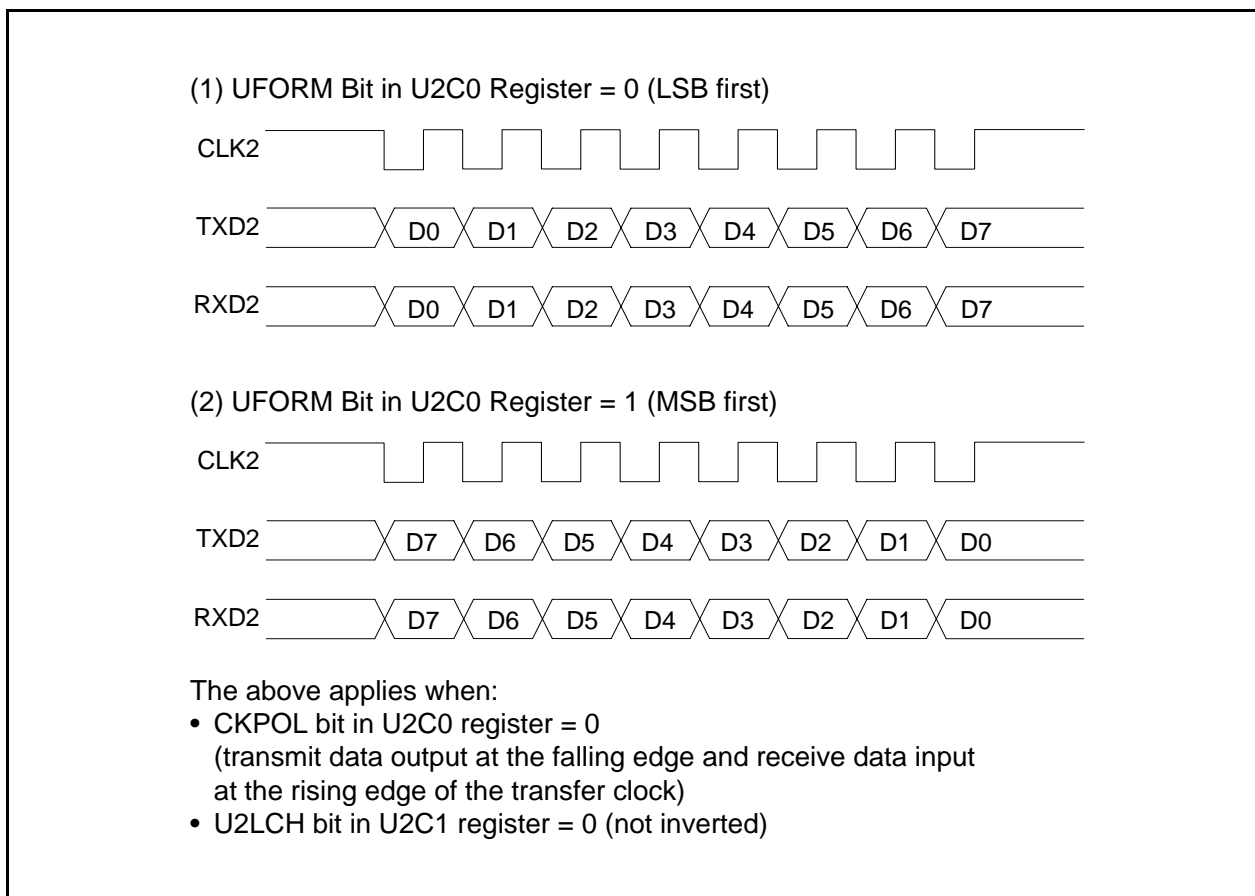 (1) UFORM Bit in U2C0 Register = 0 (LSB first)
CLK2
TXD2 D0 D1 D2 D3 D4 D5 D6 D7
RXD2 D0 D1 D2 D3 D4 D5 D6 D7
(2) UFORM Bit in U2C0 Register = 1 (MSB first)
CLK2
TXD2 D7 D6 D5 D4 D3 D2 D1 D0
RXD2 D7 D6 D5 D4 D3 D2 D1 D0
The above applies when:
• CKPOL bit in U2C0 register = 0
(transmit data output at the falling edge and receive data input
at the rising edge of the transfer clock)
• U2LCH bit in U2C1 register = 0 (not inverted)